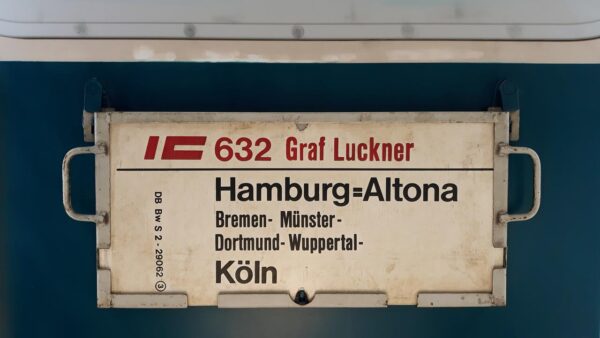 IC 632 Graf Luckner
Hamburg=Altona
Bremen- Münster-
Dortmund- Wuppertal-
Köln
DB Bw S 2 - 29062 ③